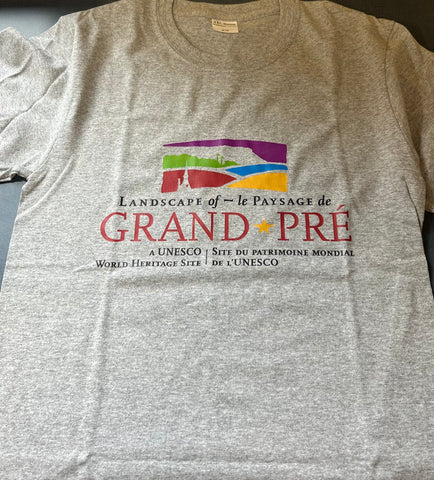 LANDSCAPE of – le PAYSAGE de
GRAND PRÉ
A UNESCO | SITE DU PATRIMOINE MONDIAL
WORLD HERITAGE SITE | DE L'UNESCO